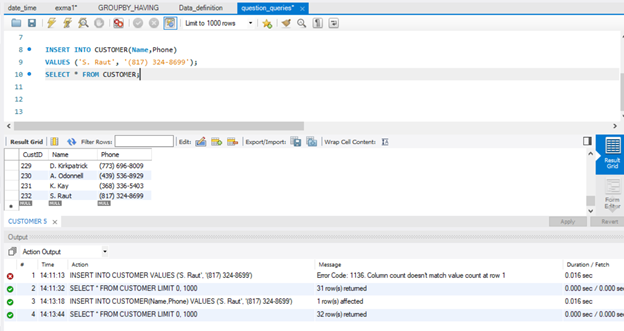 date_time exma1* GROUPBY_HAVING Data_definition question_queries* ×
Limit to 1000 rows
7
8 INSERT INTO CUSTOMER(Name,Phone)
9 VALUES ('S. Raut', '(817) 324-8699');
10 SELECT * FROM CUSTOMER;
11
12
13
Result Grid Filter Rows: Edit: Export/Import: Wrap Cell Content:
CustID Name Phone
229 D. Kirkpatrick (773) 696-8009
230 A. Odonnell (439) 536-8929
231 K. Kay (368) 336-5403
232 S. Raut (817) 324-8699
NULL NULL NULL
Result
Grid
Form
Editor
CUSTOMER 5 × Apply Revert
Output
Action Output
# Time Action Message Duration / Fetch
1 14:11:13 INSERT INTO CUSTOMER VALUES ('S. Raut', '(817) 324-8699') Error Code: 1136. Column count doesn't match value count at row 1 0.016 sec
2 14:11:32 SELECT * FROM CUSTOMER LIMIT 0, 1000 31 row(s) returned 0.000 sec / 0.000 sec
3 14:13:18 INSERT INTO CUSTOMER(Name,Phone) VALUES ('S. Raut', '(817) 324-8699') 1 row(s) affected 0.016 sec
4 14:13:44 SELECT * FROM CUSTOMER LIMIT 0, 1000 32 row(s) returned 0.000 sec / 0.000 sec